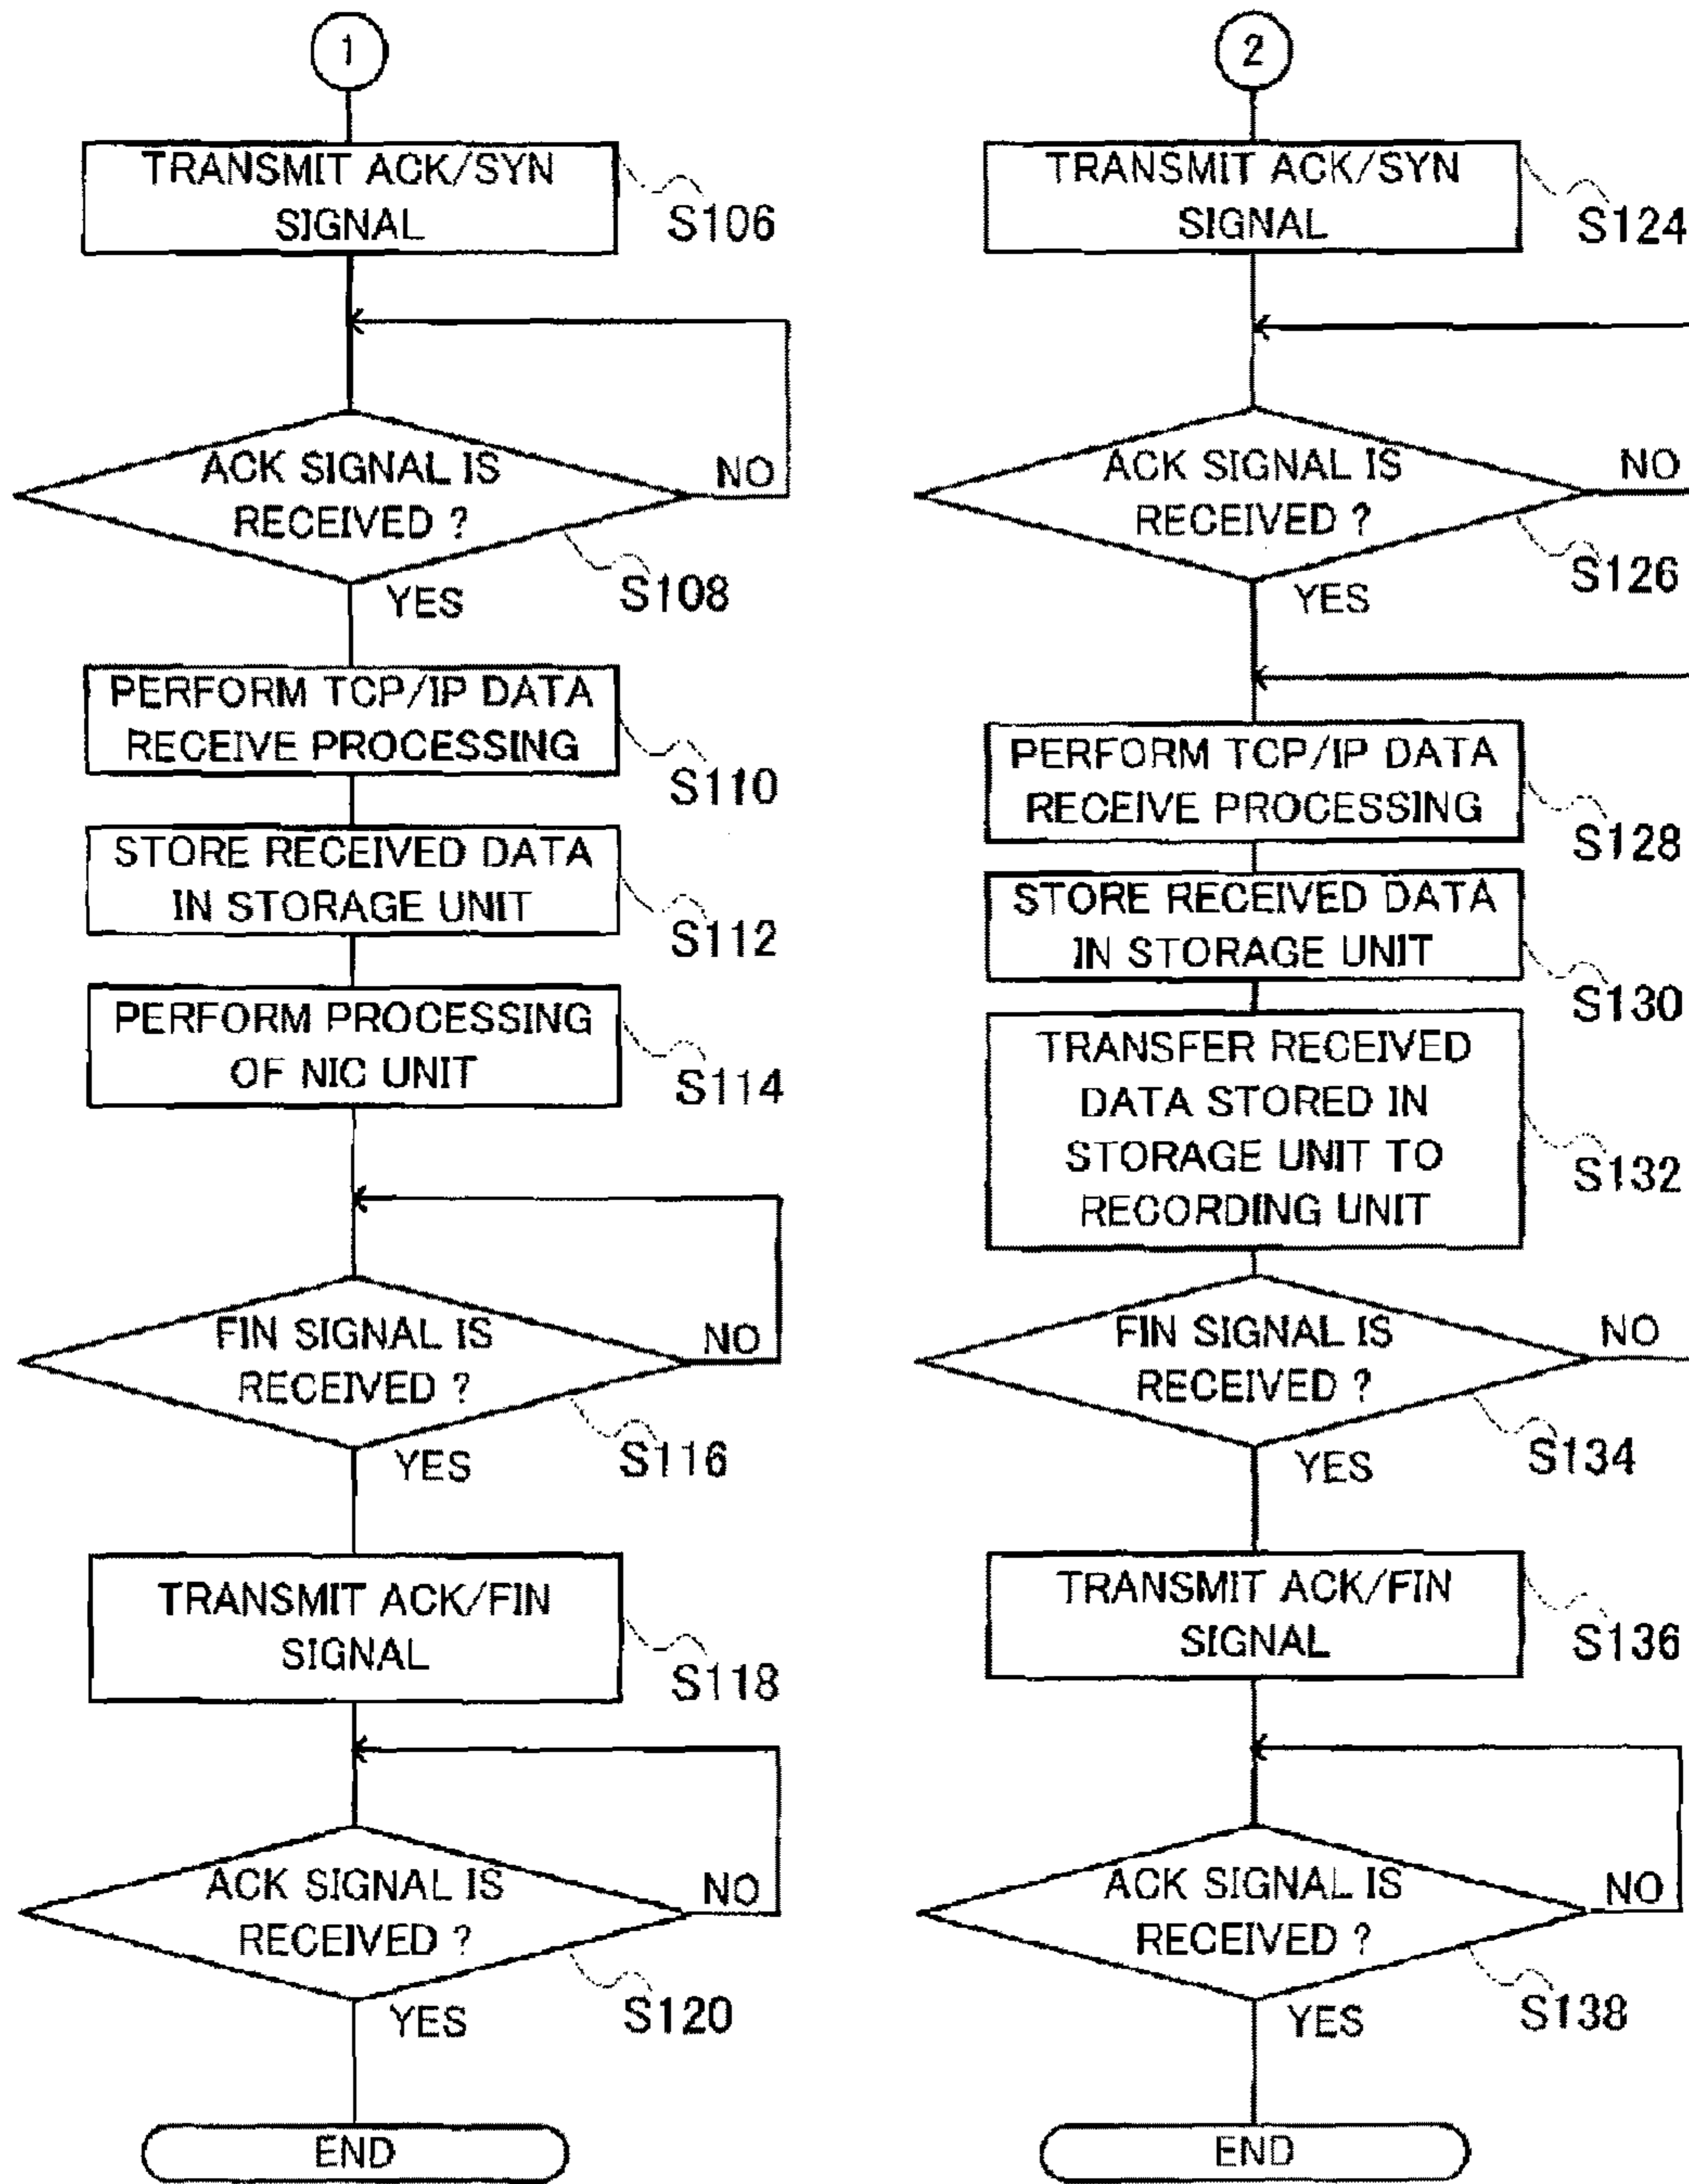 1
TRANSMIT ACK/SYN
SIGNAL
S106
ACK SIGNAL IS
RECEIVED ?
NO
S108
YES
PERFORM TCP/IP DATA
RECEIVE PROCESSING
S110
STORE RECEIVED DATA
IN STORAGE UNIT
S112
PERFORM PROCESSING
OF NIC UNIT
S114
FIN SIGNAL IS
RECEIVED ?
NO
S116
YES
TRANSMIT ACK/FIN
SIGNAL
S118
ACK SIGNAL IS
RECEIVED ?
NO
S120
YES
END
2
TRANSMIT ACK/SYN
SIGNAL
S124
ACK SIGNAL IS
RECEIVED ?
NO
S126
YES
PERFORM TCP/IP DATA
RECEIVE PROCESSING
S128
STORE RECEIVED DATA
IN STORAGE UNIT
S130
TRANSFER RECEIVED
DATA STORED IN
STORAGE UNIT TO
RECORDING UNIT
S132
FIN SIGNAL IS
RECEIVED ?
NO
S134
YES
TRANSMIT ACK/FIN
SIGNAL
S136
ACK SIGNAL IS
RECEIVED ?
NO
S138
YES
END